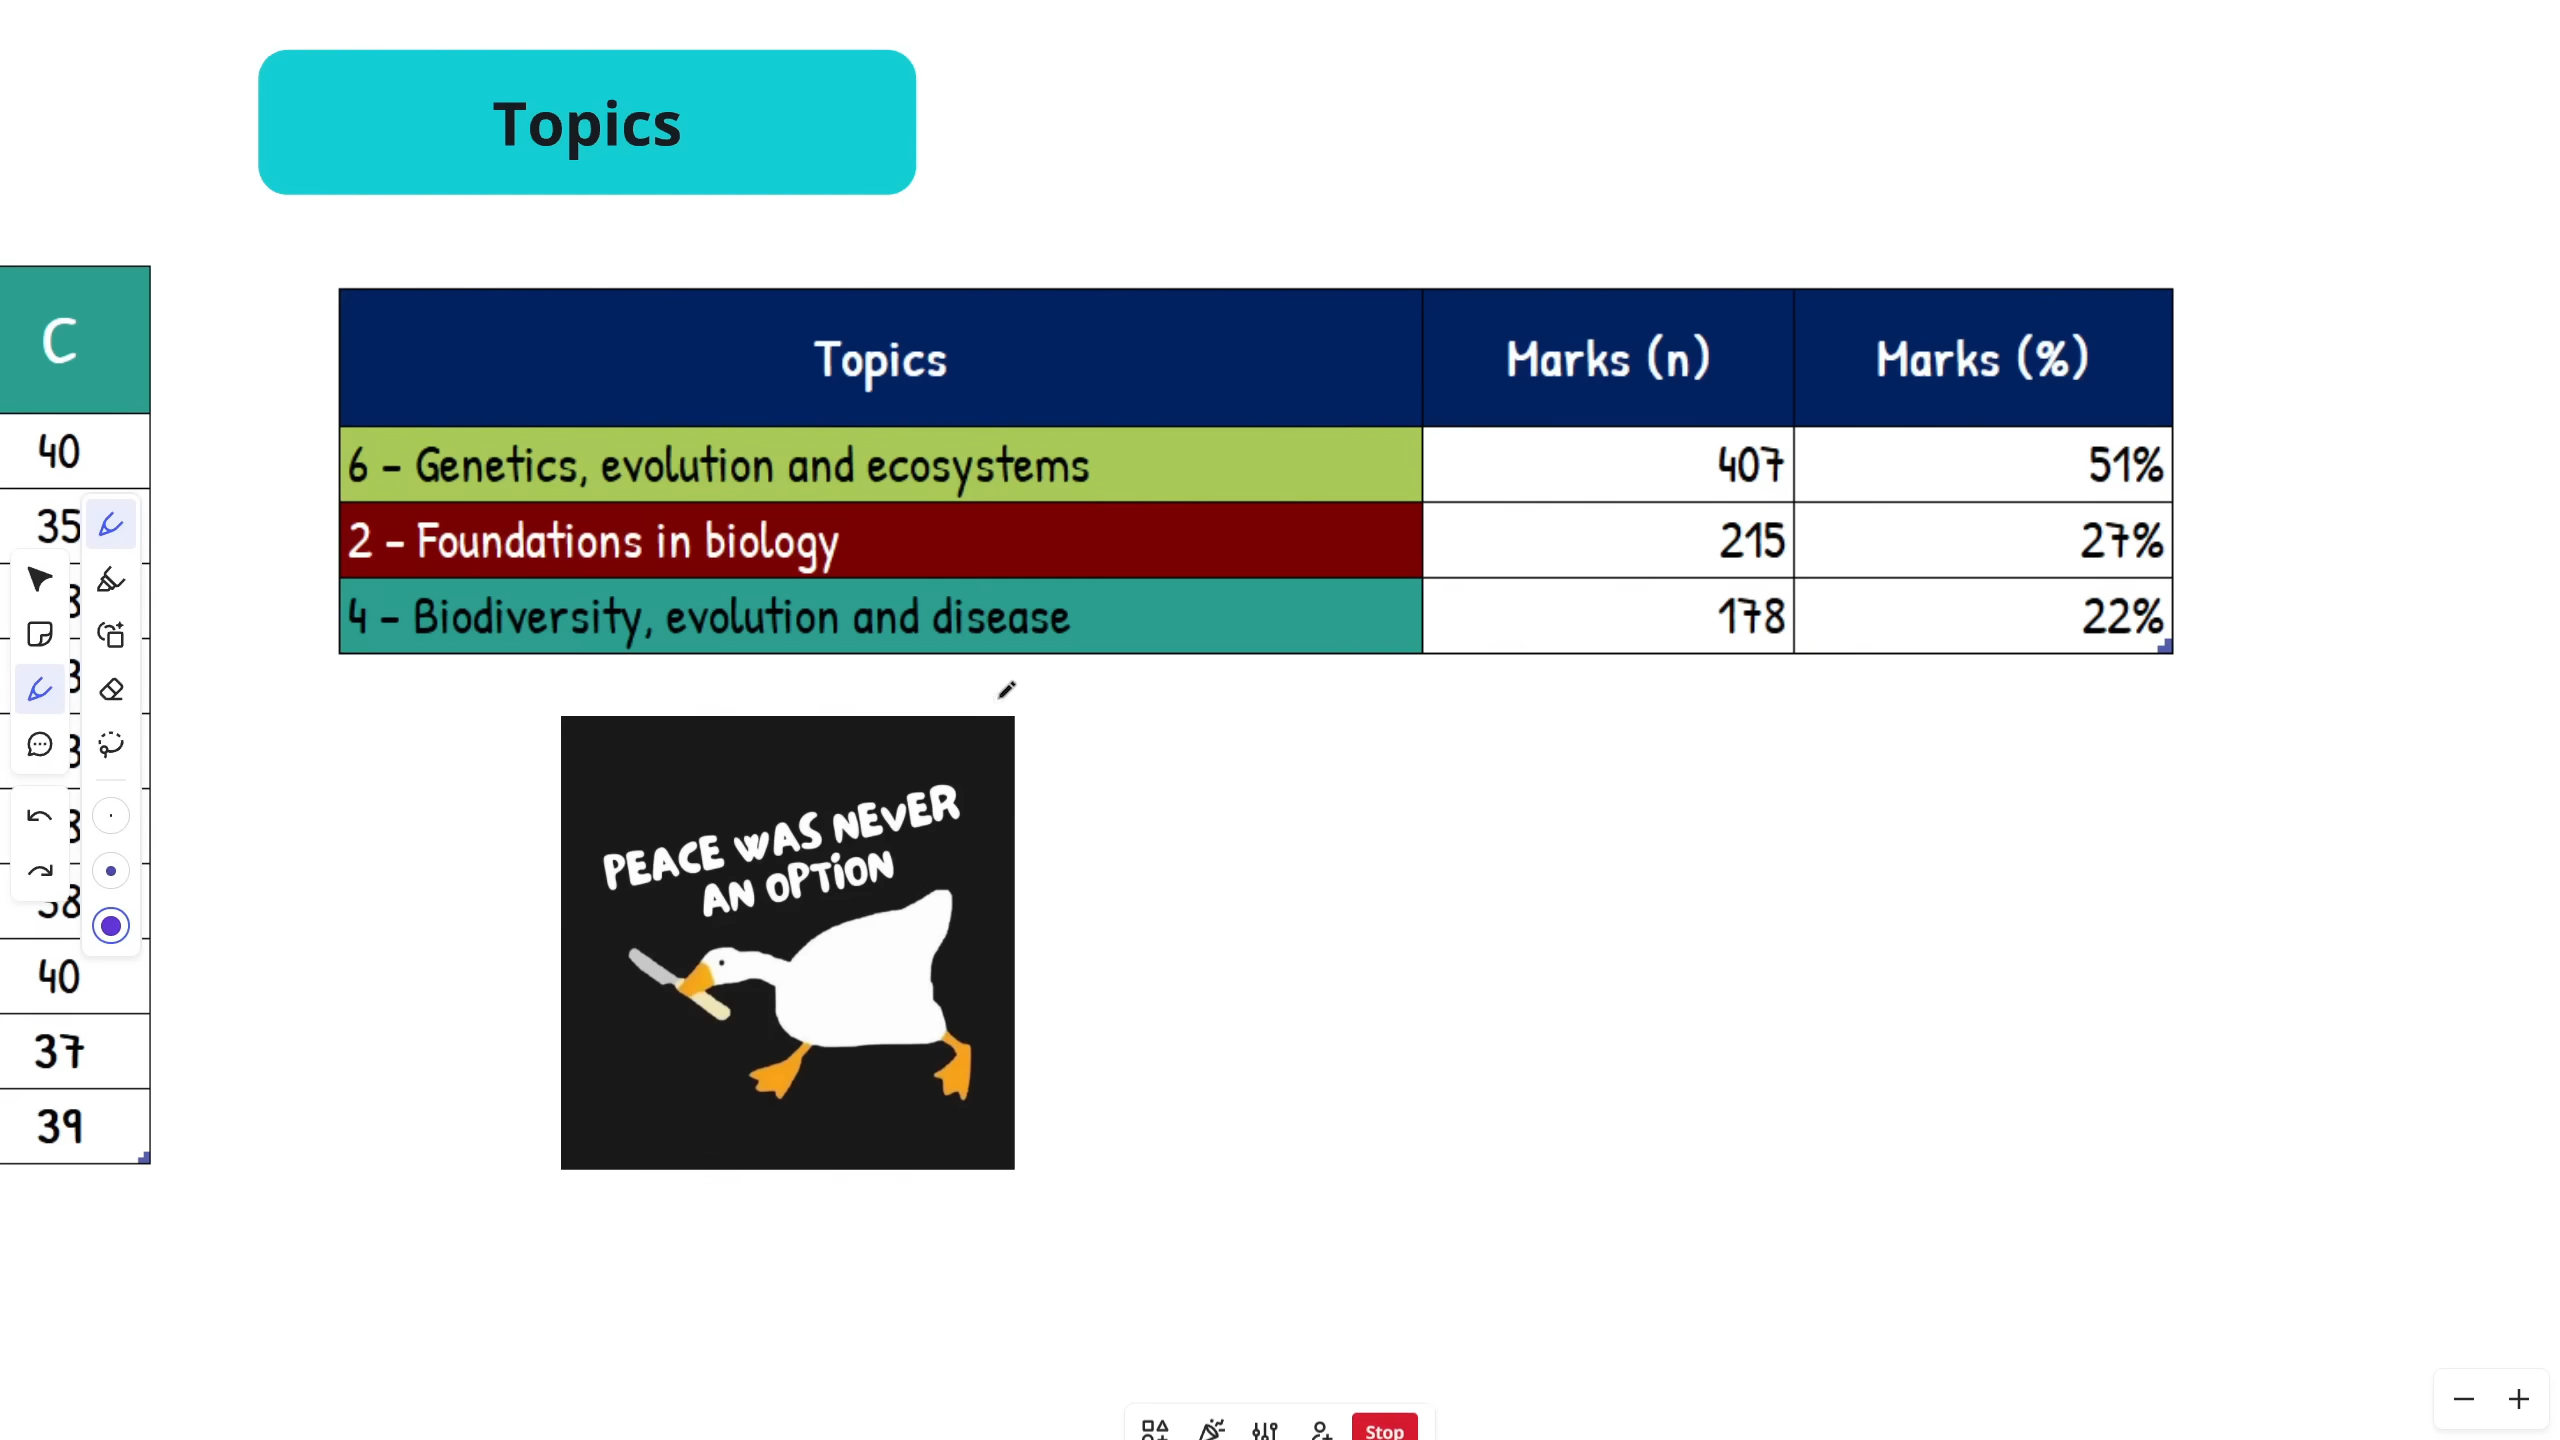 Topics
C
40
35
38
40
37
39
Topics Marks (n) Marks (%)
6 – Genetics, evolution and ecosystems 407 51%
2 – Foundations in biology 215 27%
4 – Biodiversity, evolution and disease 178 22%
PEACE WAS NEVER
AN OPTION
Stop